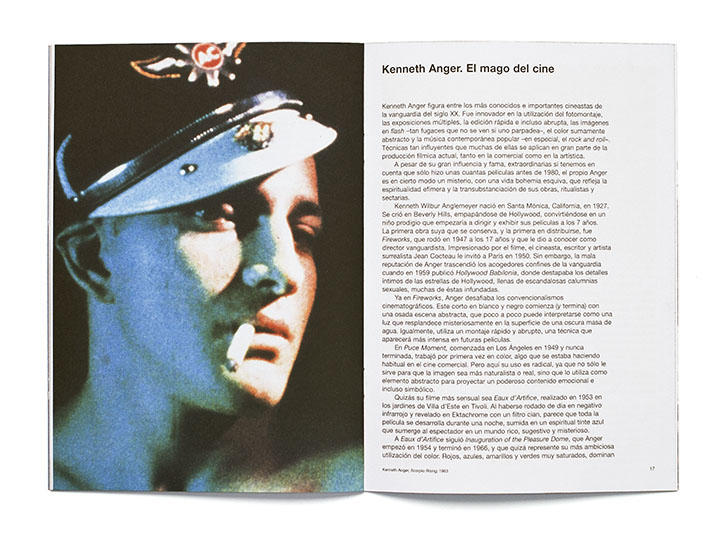 AC
Kenneth Anger. El mago del cine
Kenneth Anger figura entre los más conocidos e importantes cineastas de
la vanguardia del siglo XX. Fue innovador en la utilización del fotomontaje,
las exposiciones múltiples, la edición rápida e incluso abrupta, las imágenes
en flash –tan fugaces que no se ven si uno parpadea–, el color sumamente
abstracto y la música contemporánea popular –en especial, el rock and roll–.
Técnicas tan influyentes que muchas de ellas se aplican en gran parte de la
producción fílmica actual, tanto en la comercial como en la artística.
A pesar de su gran influencia y fama, extraordinarias si tenemos en
cuenta que sólo hizo unas cuantas películas antes de 1980, el propio Anger
es en cierto modo un misterio, con una vida bohemia esquiva, que refleja la
espiritualidad efímera y la transubstanciación de sus obras, ritualistas y
sectarias.
Kenneth Wilbur Anglemeyer nació en Santa Mónica, California, en 1927.
Se crió en Beverly Hills, empapándose de Hollywood, convirtiéndose en un
niño prodigio que empezaría a dirigir y exhibir sus películas a los 7 años.
La primera obra suya que se conserva, y la primera en distribuirse, fue
Fireworks, que rodó en 1947 a los 17 años y que le dio a conocer como
director vanguardista. Impresionado por el filme, el cineasta, escritor y artista
surrealista Jean Cocteau le invitó a París en 1950. Sin embargo, la mala
reputación de Anger trascendió los acogedores confines de la vanguardia
cuando en 1959 publicó Hollywood Babilonia, donde destapaba los detalles
íntimos de las estrellas de Hollywood, llenas de escandalosas calumnias
sexuales, muchas de éstas infundadas.
Ya en Fireworks, Anger desafiaba los convencionalismos
cinematográficos. Este corto en blanco y negro comienza (y termina) con
una osada escena abstracta, que poco a poco puede interpretarse como una
luz que resplandece misteriosamente en la superficie de una oscura masa de
agua. Igualmente, utiliza un montaje rápido y abrupto, una técnica que
aparecerá más intensa en futuras películas.
En Puce Moment, comenzada en Los Ángeles en 1949 y nunca
terminada, trabajó por primera vez en color, algo que se estaba haciendo
habitual en el cine comercial. Pero aquí su uso es radical, ya que no sólo le
sirve para que la imagen sea más naturalista o real, sino que lo utiliza como
elemento abstracto para proyectar un poderoso contenido emocional e
incluso simbólico.
Quizás su filme más sensual sea Eaux d'Artifice, realizado en 1953 en
los jardines de Villa d'Este en Tívoli. Al haberse rodado de día en negativo
infrarrojo y revelado en Ektachrome con un filtro cian, parece que toda la
película se desarrolla durante una noche, sumida en un espiritual tinte azul
que sumerge al espectador en un mundo rico, sugestivo y misterioso.
A Eaux d'Artifice siguió Inauguration of the Pleasure Dome, que Anger
empezó en 1954 y terminó en 1966, y que quizá represente su más ambiciosa
utilización del color. Rojos, azules, amarillos y verdes muy saturados, dominan
Kenneth Anger, Scorpio Rising, 1963
17